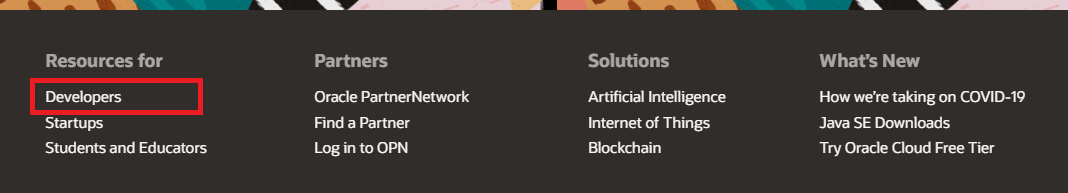 Resources for
Developers
Startups
Students and Educators
Partners
Oracle PartnerNetwork
Find a Partner
Log in to OPN
Solutions
Artificial Intelligence
Internet of Things
Blockchain
What's New
How we're taking on COVID-19
Java SE Downloads
Try Oracle Cloud Free Tier